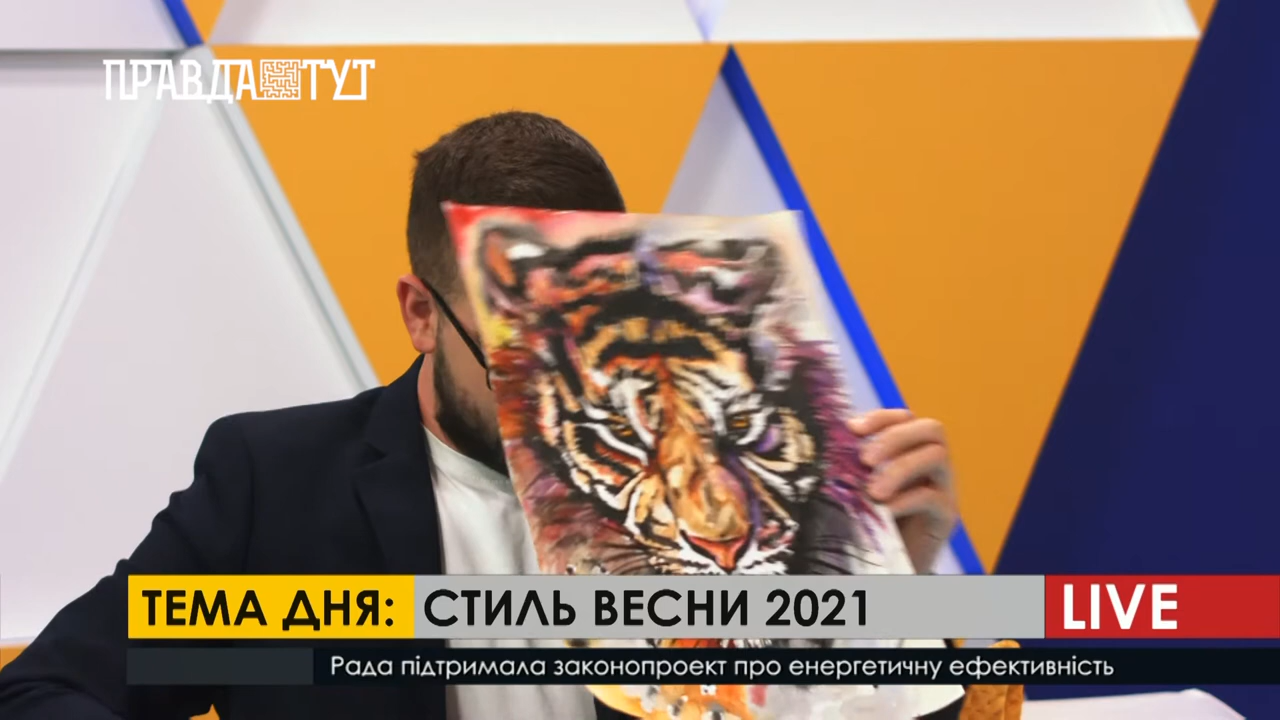 ПРАВДА ТУТ
ТЕМА ДНЯ: СТИЛЬ ВЕСНИ 2021 LIVE
Рада підтримала законопроект про енергетичну ефективність